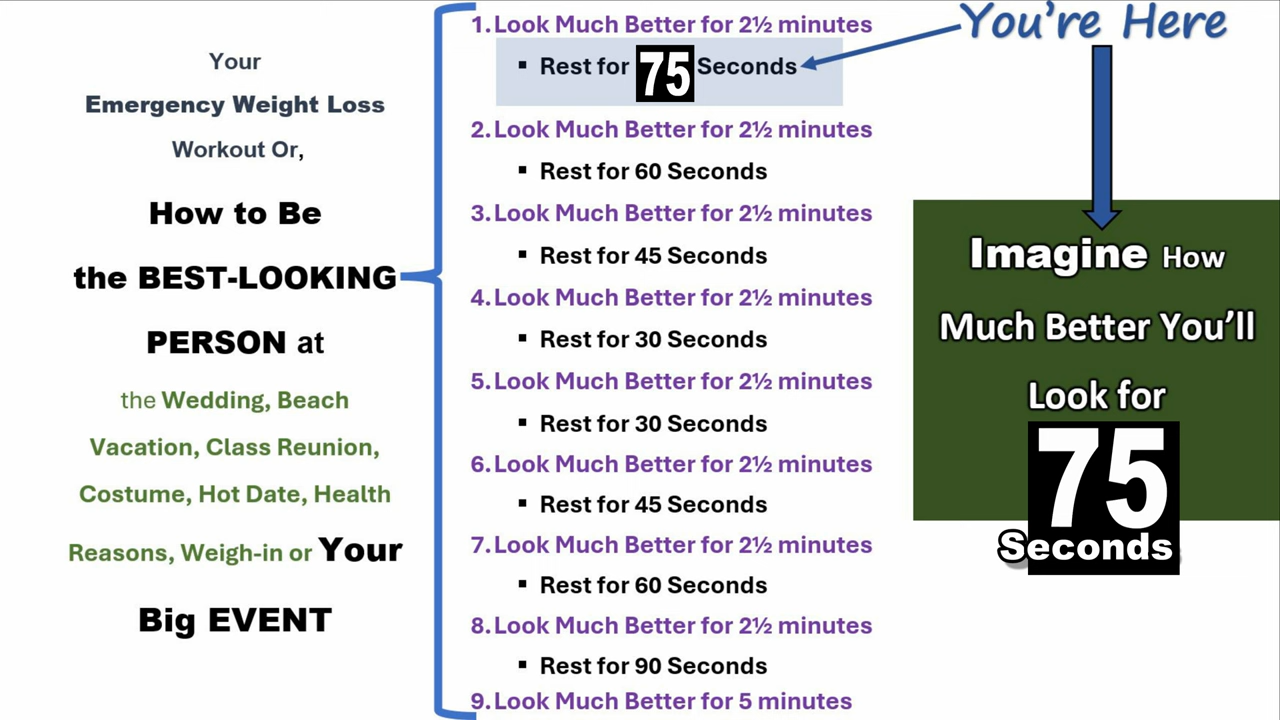 Your
Emergency Weight Loss
Workout Or,
How to Be
the BEST-LOOKING
PERSON at
the Wedding, Beach
Vacation, Class Reunion,
Costume, Hot Date, Health
Reasons, Weigh-in or Your
Big EVENT
1. Look Much Better for 2½ minutes
▪ Rest for 75 Seconds
2. Look Much Better for 2½ minutes
▪ Rest for 60 Seconds
3. Look Much Better for 2½ minutes
▪ Rest for 45 Seconds
4. Look Much Better for 2½ minutes
▪ Rest for 30 Seconds
5. Look Much Better for 2½ minutes
▪ Rest for 30 Seconds
6. Look Much Better for 2½ minutes
▪ Rest for 45 Seconds
7. Look Much Better for 2½ minutes
▪ Rest for 60 Seconds
8. Look Much Better for 2½ minutes
▪ Rest for 90 Seconds
9. Look Much Better for 5 minutes
You're Here
Imagine How
Much Better You'll
Look for
75
Seconds